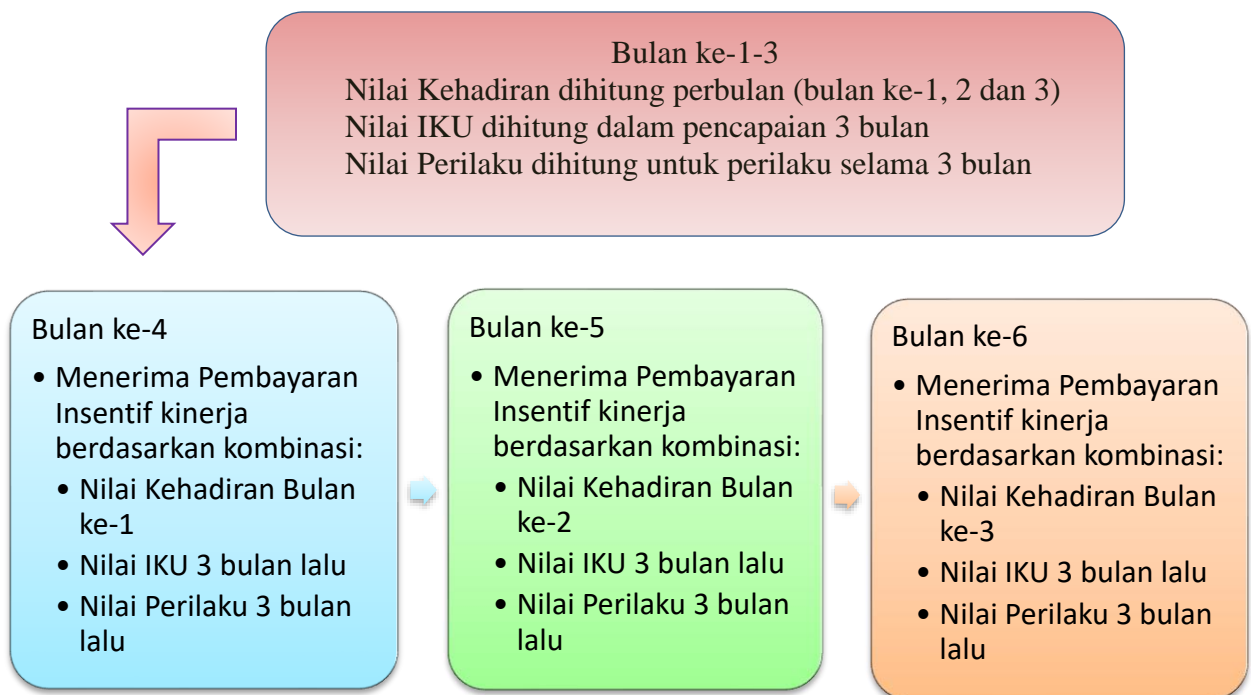 Bulan ke-1-3
Nilai Kehadiran dihitung perbulan (bulan ke-1, 2 dan 3)
Nilai IKU dihitung dalam pencapaian 3 bulan
Nilai Perilaku dihitung untuk perilaku selama 3 bulan
Bulan ke-4
• Menerima Pembayaran
Insentif kinerja
berdasarkan kombinasi:
• Nilai Kehadiran Bulan
ke-1
• Nilai IKU 3 bulan lalu
• Nilai Perilaku 3 bulan
lalu
Bulan ke-5
• Menerima Pembayaran
Insentif kinerja
berdasarkan kombinasi:
• Nilai Kehadiran Bulan
ke-2
• Nilai IKU 3 bulan lalu
• Nilai Perilaku 3 bulan
lalu
Bulan ke-6
• Menerima Pembayaran
Insentif kinerja
berdasarkan kombinasi:
• Nilai Kehadiran Bulan
ke-3
• Nilai IKU 3 bulan lalu
• Nilai Perilaku 3 bulan
lalu